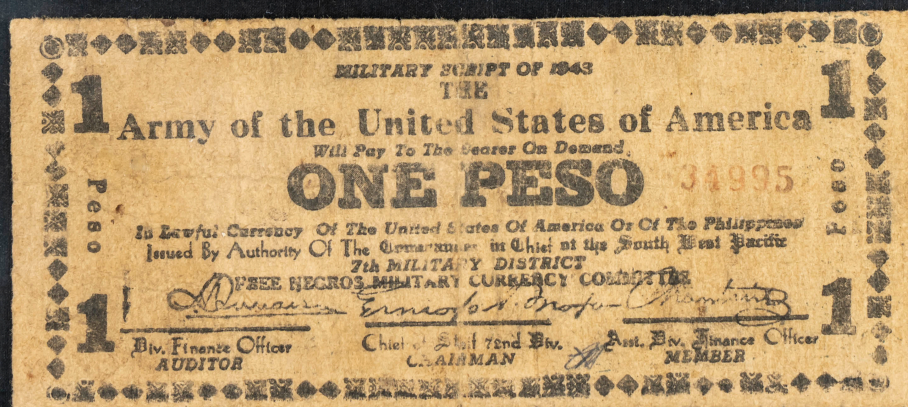 MILITARY SCRIPT OF 1943
1 THE 1
Army of the United States of America
Will Pay To The Bearer On Demand
ONE PESO 34995
Peso Peso
In Lawful Currency Of The United States Of America Or Of The Philippines
Issued By Authority Of The Commander in Chief of the South West Pacific
7th MILITARY DISTRICT
FREE NEGROS MILITARY CURRENCY COMMITTEE
1 1
Div. Finance Officer Chief of Staff 72nd Div. Asst. Div. Finance Officer
AUDITOR CHAIRMAN MEMBER